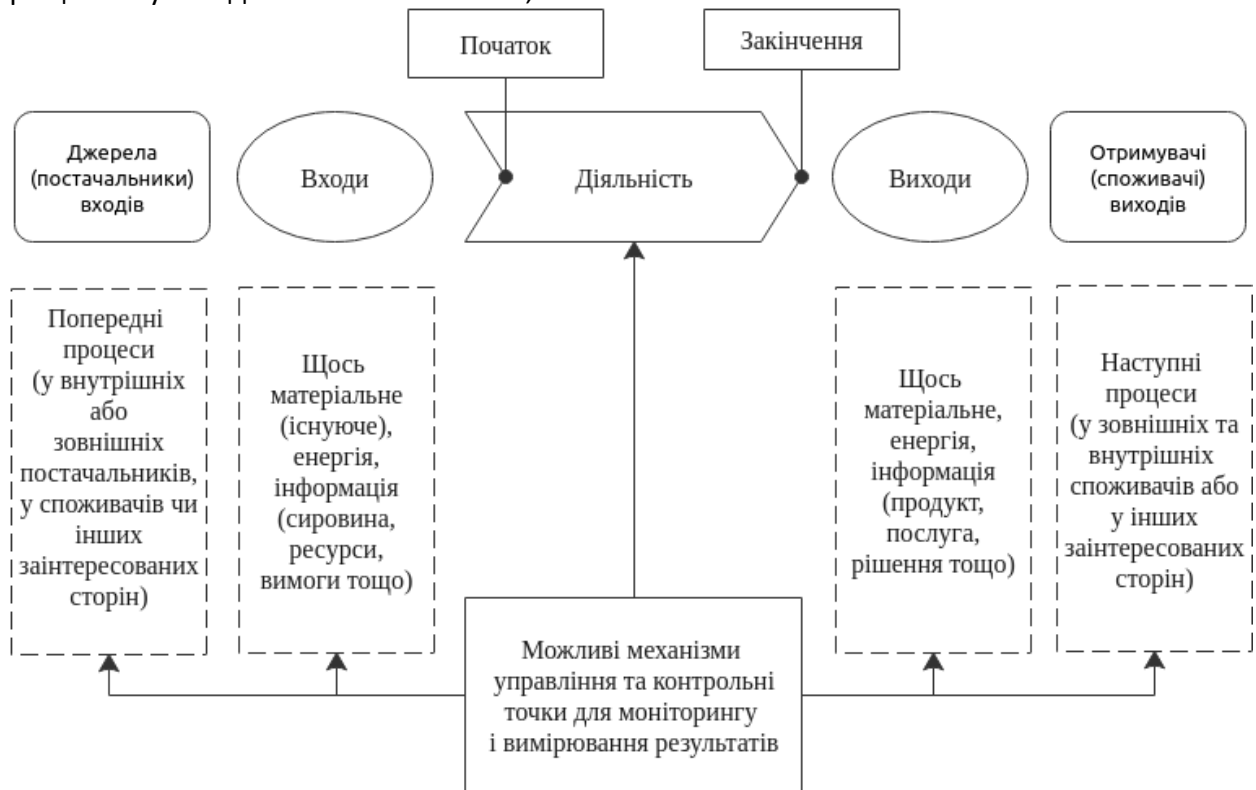 Початок
Закінчення
Джерела
(постачальники)
входів
Входи
Діяльність
Виходи
Отримувачі
(споживачі)
виходів
Попередні
процеси
(у внутрішніх
або
зовнішніх
постачальників,
у споживачів чи
інших
заінтересованих
сторін)
Щось
матеріальне
(існуюче),
енергія,
інформація
(сировина,
ресурси,
вимоги тощо)
Щось
матеріальне,
енергія,
інформація
(продукт,
послуга,
рішення тощо)
Наступні
процеси
(у зовнішніх та
внутрішніх
споживачів або
у інших
заінтересованих
сторін)
Можливі механізми
управління та контрольні
точки для моніторингу
і вимірювання результатів